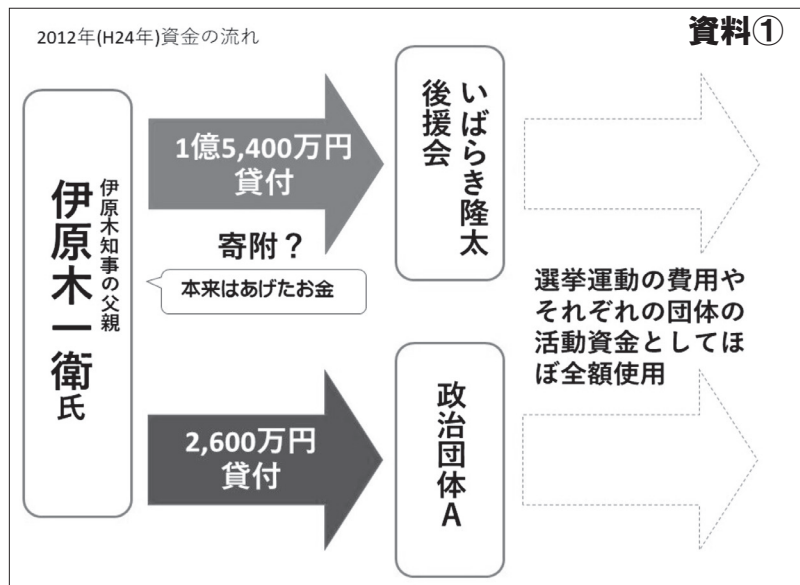 2012年(H24年)資金の流れ
資料①
伊原木知事の父親
伊原木一衛氏
1億5,400万円
貸付
寄附？
本来はあげたお金
2,600万円
貸付
いばらき隆太
後援会
政治団体A
選挙運動の費用や
それぞれの団体の
活動資金としてほ
ぼ全額使用